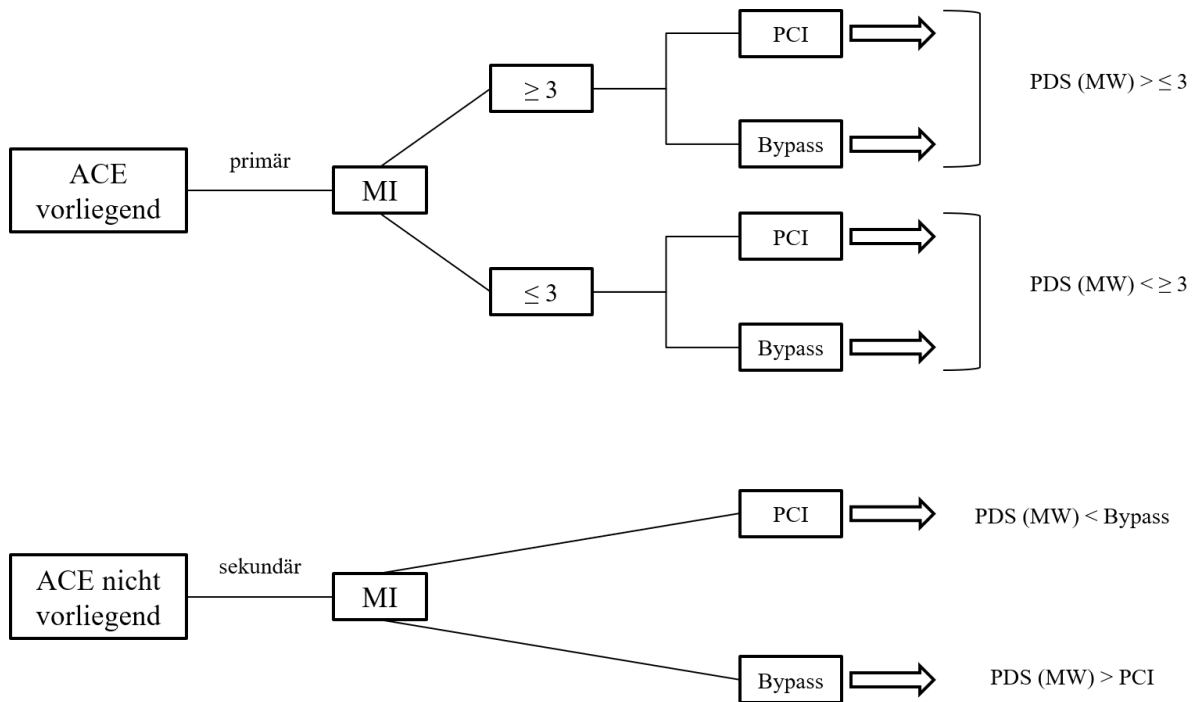 PCI
≥ 3
PDS (MW) > ≤ 3
Bypass
ACE
vorliegend
primär
MI
PCI
≤ 3
PDS (MW) < ≥ 3
Bypass
PCI
PDS (MW) < Bypass
ACE nicht
vorliegend
sekundär
MI
Bypass
PDS (MW) > PCI